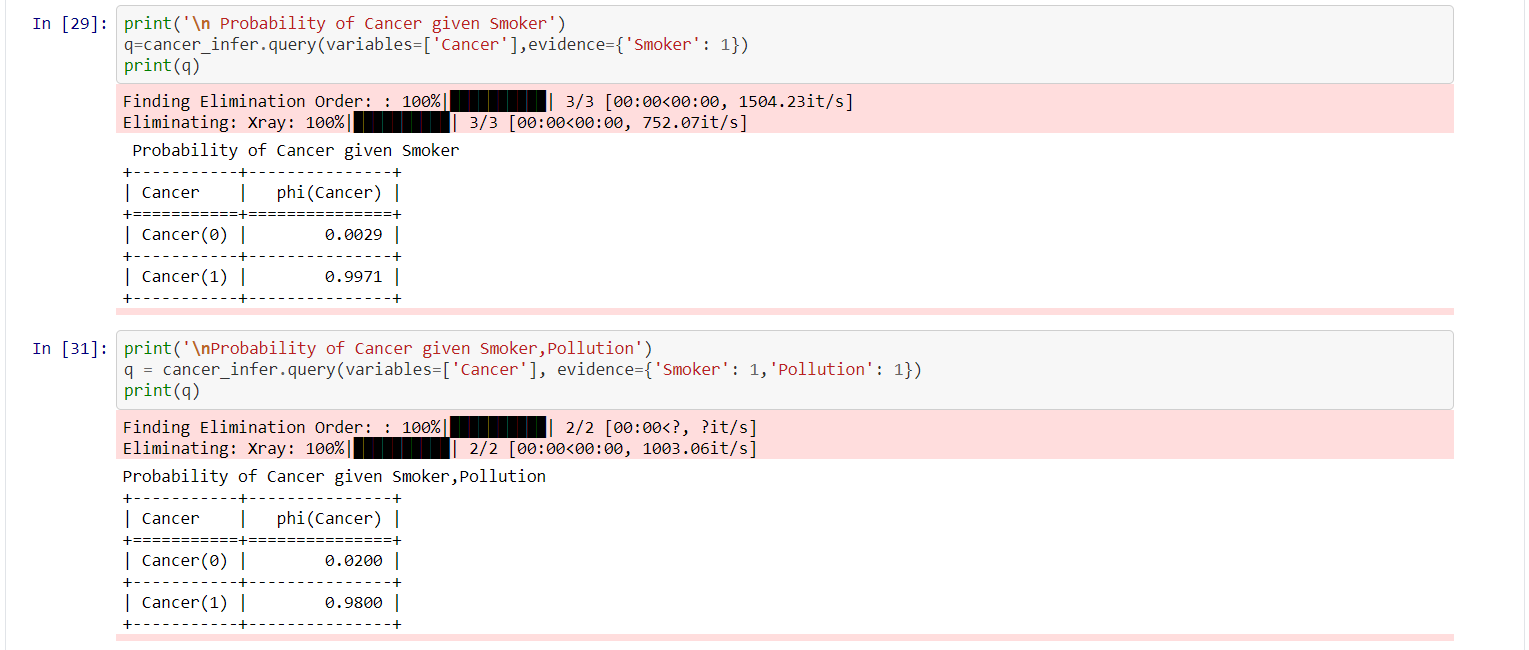 In [29]: print('\n Probability of Cancer given Smoker')
q=cancer_infer.query(variables=['Cancer'],evidence={'Smoker': 1})
print(q)
Finding Elimination Order: : 100%|██████████| 3/3 [00:00<00:00, 1504.23it/s]
Eliminating: Xray: 100%|██████████| 3/3 [00:00<00:00, 752.07it/s]
 Probability of Cancer given Smoker
+-----------+---------------+
| Cancer    |   phi(Cancer) |
+===========+===============+
| Cancer(0) |        0.0029 |
+-----------+---------------+
| Cancer(1) |        0.9971 |
+-----------+---------------+
In [31]: print('\nProbability of Cancer given Smoker,Pollution')
q = cancer_infer.query(variables=['Cancer'], evidence={'Smoker': 1,'Pollution': 1})
print(q)
Finding Elimination Order: : 100%|██████████| 2/2 [00:00<?, ?it/s]
Eliminating: Xray: 100%|██████████| 2/2 [00:00<00:00, 1003.06it/s]
Probability of Cancer given Smoker,Pollution
+-----------+---------------+
| Cancer    |   phi(Cancer) |
+===========+===============+
| Cancer(0) |        0.0200 |
+-----------+---------------+
| Cancer(1) |        0.9800 |
+-----------+---------------+